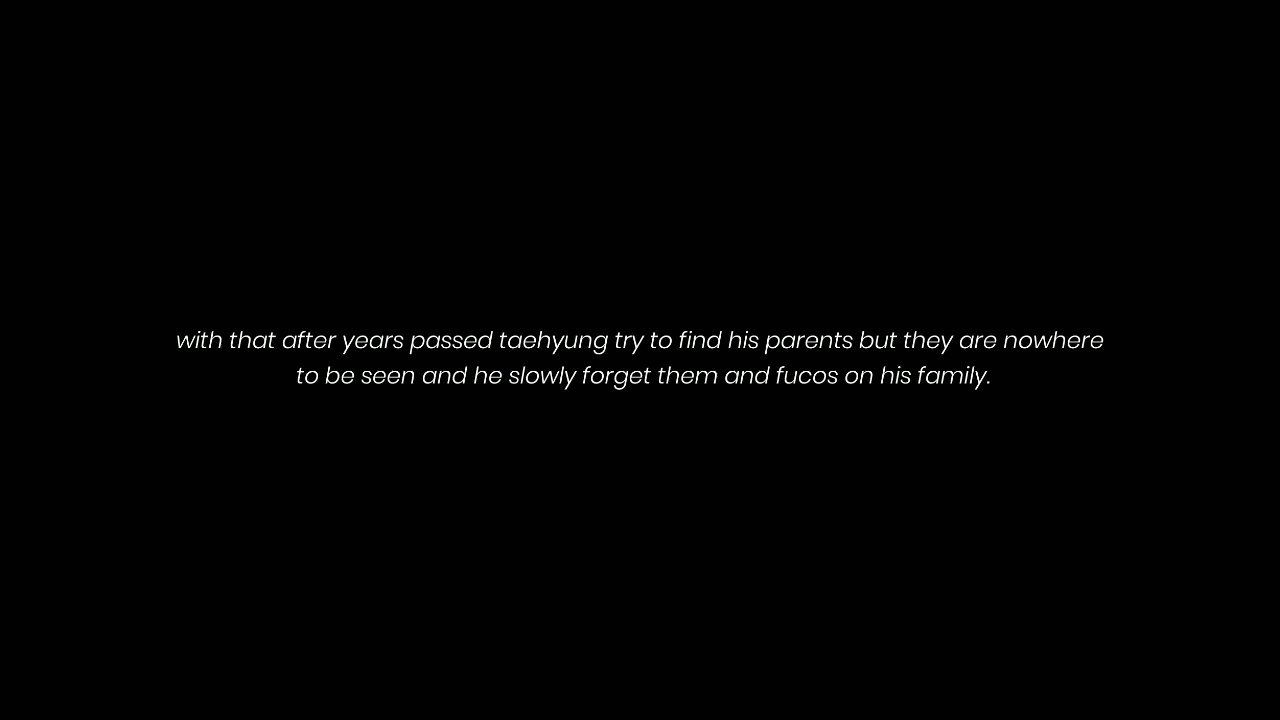 with that after years passed taehyung try to find his parents but they are nowhere
to be seen and he slowly forget them and fucos on his family.